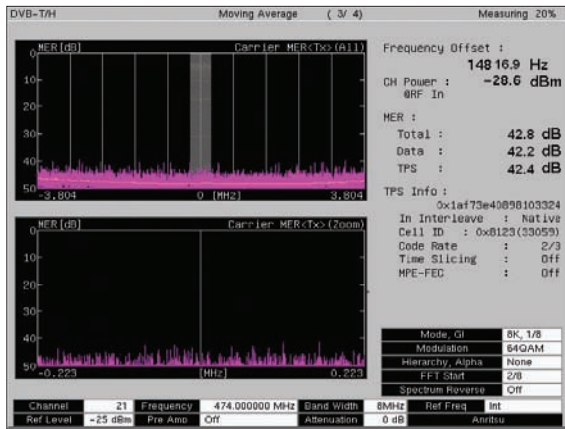 DVB-T/H Moving Average ( 3/ 4) Measuring 20%
MER[dB] Carrier MER<Tx>(All)
0
10
20
30
40
50
-3.804 0 [MHz] 3.804
MER[dB] Carrier MER<Tx>(Zoom)
0
10
20
30
40
50
-0.223 [MHz] 0.223
Frequency Offset :
148 16.9 Hz
CH Power : -28.6 dBm
@RF In
MER :
Total : 42.8 dB
Data : 42.2 dB
TPS : 42.4 dB
TPS Info :
0x1af73e40898103324
In Interleave : Native
Cell ID : 0x8123(33059)
Code Rate : 2/3
Time Slicing : Off
MPE-FEC : Off
Mode, GI 8K, 1/8
Modulation 64QAM
Hierarchy, Alpha None
FFT Start 2/8
Spectrum Reverse Off
Channel 21 Frequency 474.000000 MHz Band Width 8MHz Ref Freq Int
Ref Level -25 dBm Pre Amp Off Attenuation 0 dB Anritsu